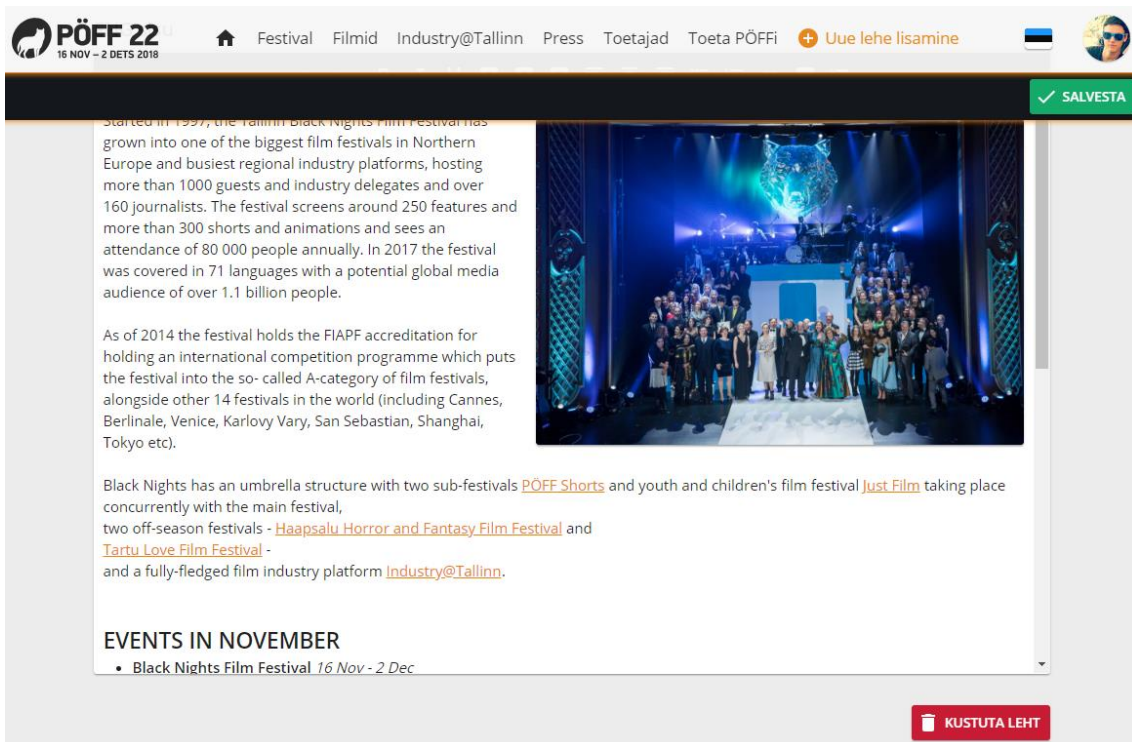 PÖFF 22
16 NOV – 2 DETS 2018
Festival Filmid Industry@Tallinn Press Toetajad Toeta PÖFFi Uue lehe lisamine
SALVESTA
Started in 1997, the Tallinn Black Nights Film Festival has
grown into one of the biggest film festivals in Northern
Europe and busiest regional industry platforms, hosting
more than 1000 guests and industry delegates and over
160 journalists. The festival screens around 250 features and
more than 300 shorts and animations and sees an
attendance of 80 000 people annually. In 2017 the festival
was covered in 71 languages with a potential global media
audience of over 1.1 billion people.
As of 2014 the festival holds the FIAPF accreditation for
holding an international competition programme which puts
the festival into the so- called A-category of film festivals,
alongside other 14 festivals in the world (including Cannes,
Berlinale, Venice, Karlovy Vary, San Sebastian, Shanghai,
Tokyo etc).
Black Nights has an umbrella structure with two sub-festivals PÖFF Shorts and youth and children's film festival Just Film taking place
concurrently with the main festival,
two off-season festivals - Haapsalu Horror and Fantasy Film Festival and
Tartu Love Film Festival -
and a fully-fledged film industry platform Industry@Tallinn.
EVENTS IN NOVEMBER
• Black Nights Film Festival 16 Nov - 2 Dec
KUSTUTA LEHT